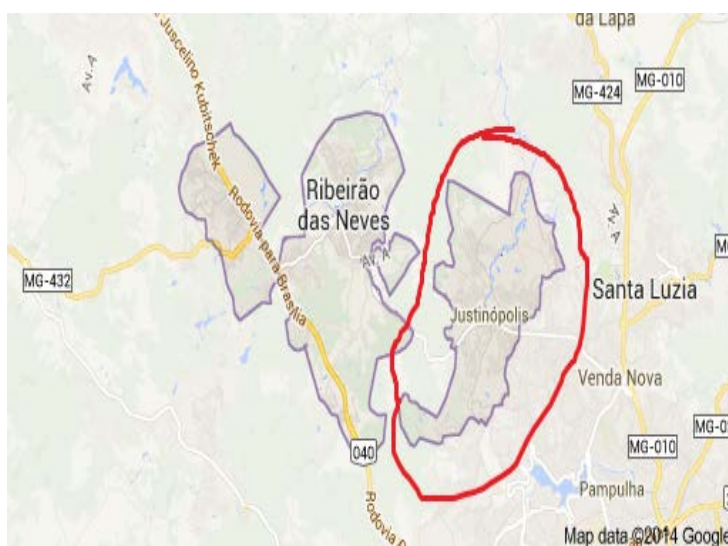 da Lapa
MG-010
MG-424
Av. A
Juscelino Kubitschek
Rodovia para Brasília
Ribeirão
das Neves
Av. A
Av. A
MG-432
Santa Luzia
Justinópolis
Venda Nova
040
MG-010
Pampulha
Rodovia
Map data ©2014 Google